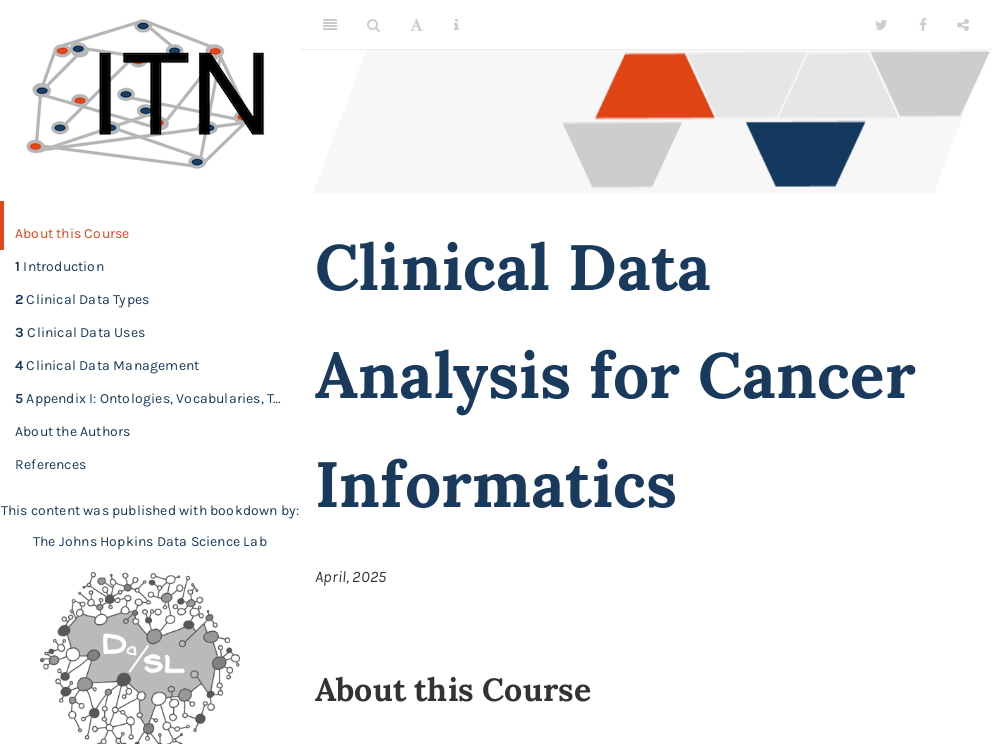 ITN
About this Course
1 Introduction
2 Clinical Data Types
3 Clinical Data Uses
4 Clinical Data Management
5 Appendix I: Ontologies, Vocabularies, T...
About the Authors
References
This content was published with bookdown by:
The Johns Hopkins Data Science Lab
Da/SL
A
Clinical Data
Analysis for Cancer
Informatics
April, 2025
About this Course